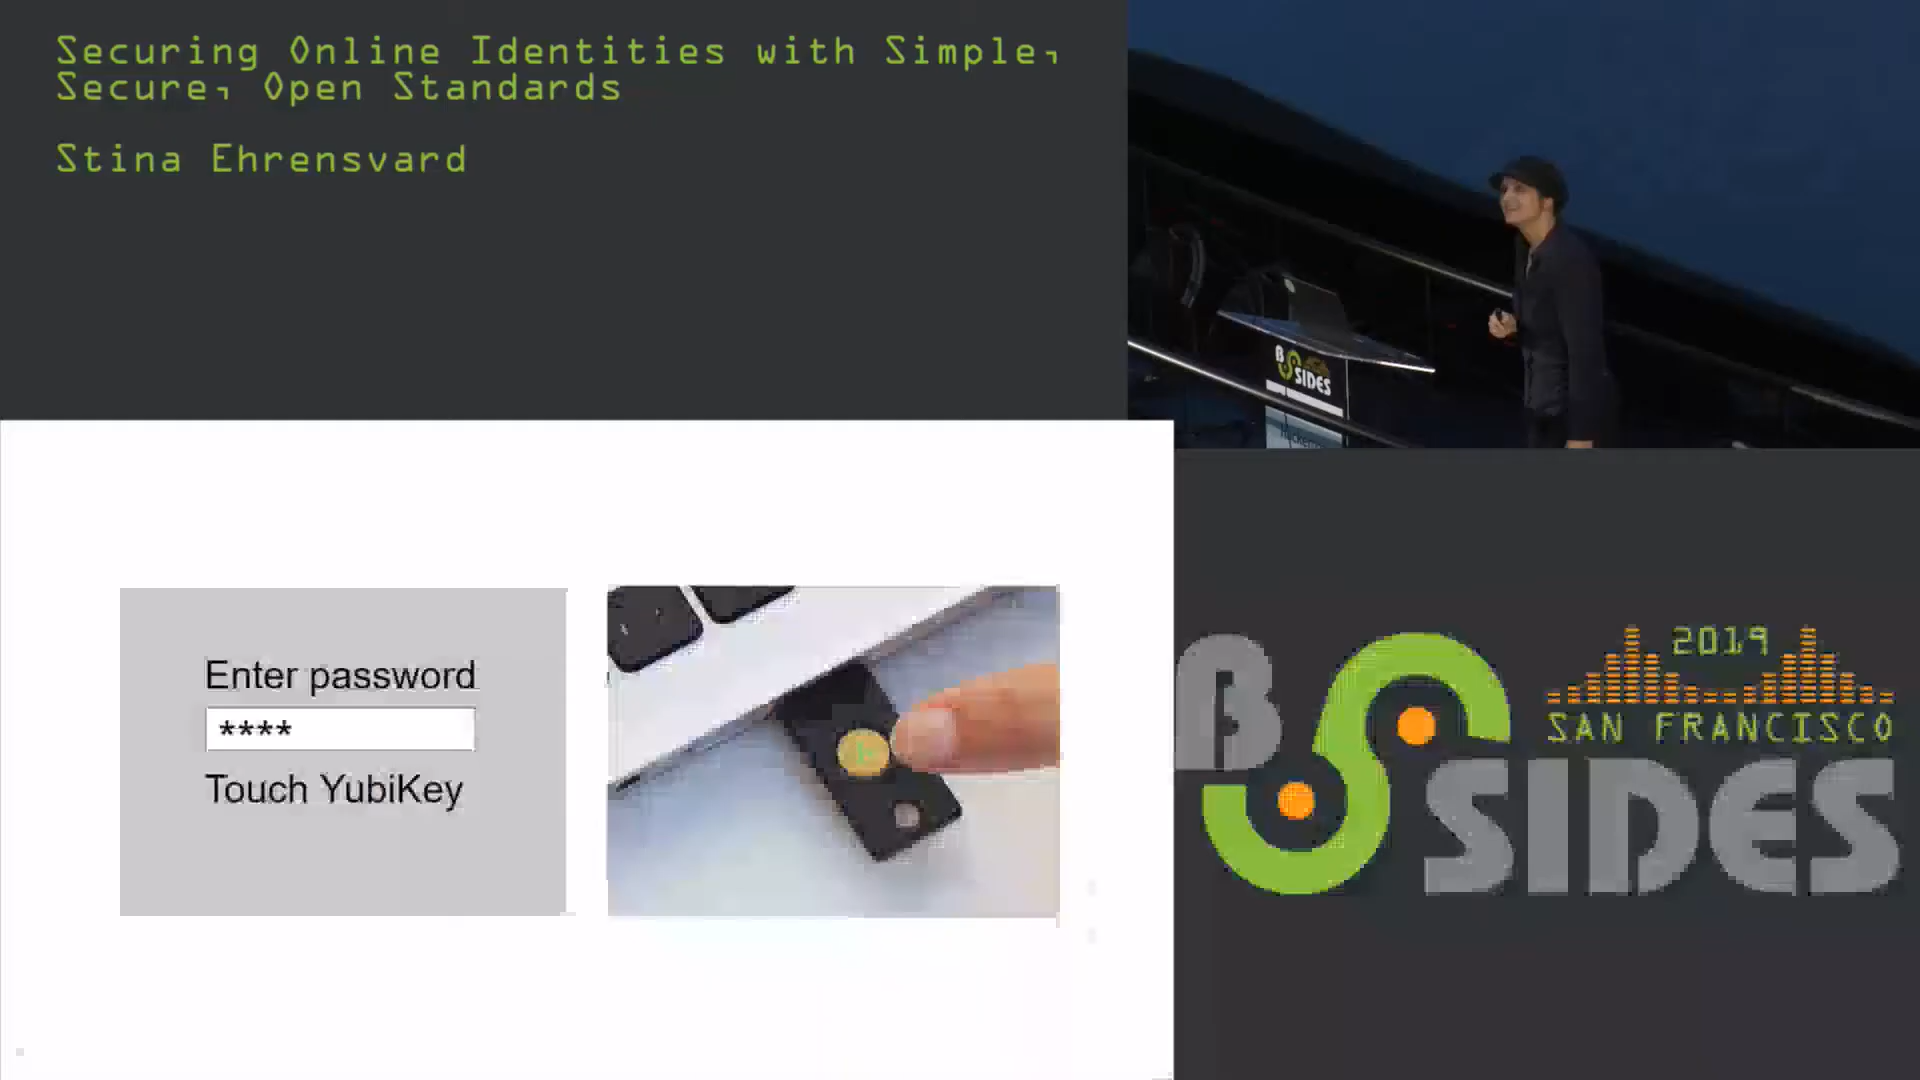 Securing Online Identities with Simple,
Secure, Open Standards
Stina Ehrensvard
B SIDES
Enter password
****
Touch YubiKey
2019
SAN FRANCISCO
B SIDES